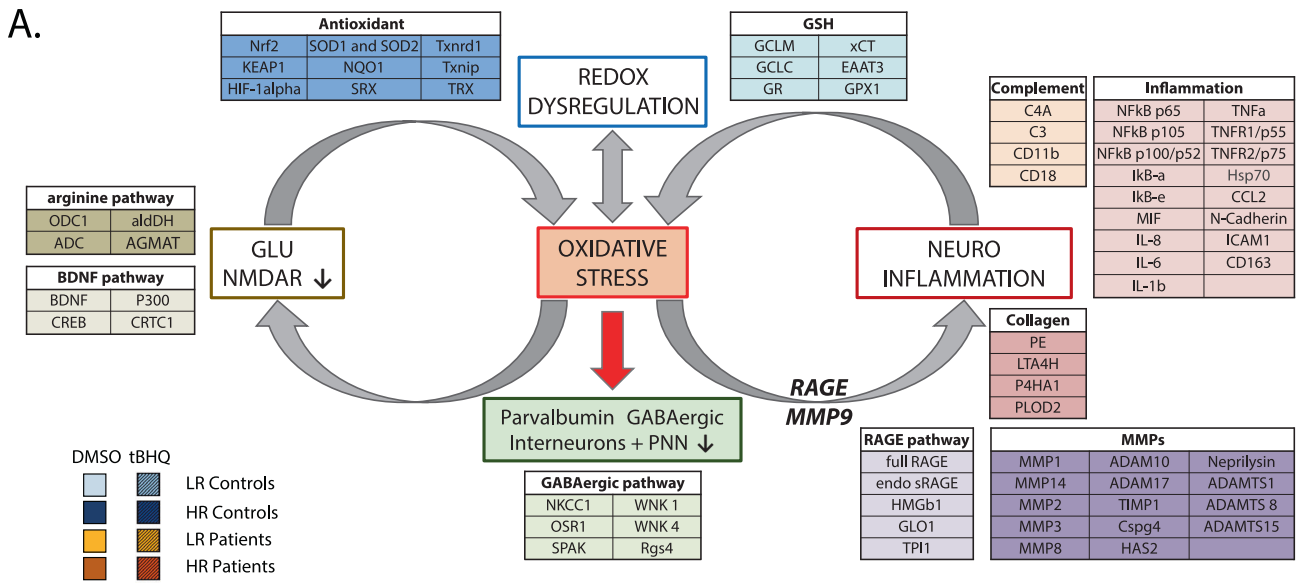 A.
Antioxidant
Nrf2 SOD1 and SOD2 Txnrd1
KEAP1 NQO1 Txnip
HIF-1alpha SRX TRX
REDOX
DYSREGULATION
GSH
GCLM xCT
GCLC EAAT3
GR GPX1
Complement
C4A
C3
CD11b
CD18
Inflammation
NFkB p65 TNFa
NFkB p105 TNFR1/p55
NFkB p100/p52 TNFR2/p75
IkB-a Hsp70
IkB-e CCL2
MIF N-Cadherin
IL-8 ICAM1
IL-6 CD163
IL-1b
arginine pathway
ODC1 aldDH
ADC AGMAT
BDNF pathway
BDNF P300
CREB CRTC1
GLU
NMDAR ↓
OXIDATIVE
STRESS
NEURO
INFLAMMATION
Collagen
PE
LTA4H
P4HA1
PLOD2
RAGE
MMP9
Parvalbumin GABAergic
Interneurons + PNN ↓
GABAergic pathway
NKCC1 WNK 1
OSR1 WNK 4
SPAK Rgs4
RAGE pathway
full RAGE
endo sRAGE
HMGb1
GLO1
TPI1
MMPs
MMP1 ADAM10 Neprilysin
MMP14 ADAM17 ADAMTS1
MMP2 TIMP1 ADAMTS 8
MMP3 Cspg4 ADAMTS15
MMP8 HAS2
DMSO tBHQ
LR Controls
HR Controls
LR Patients
HR Patients